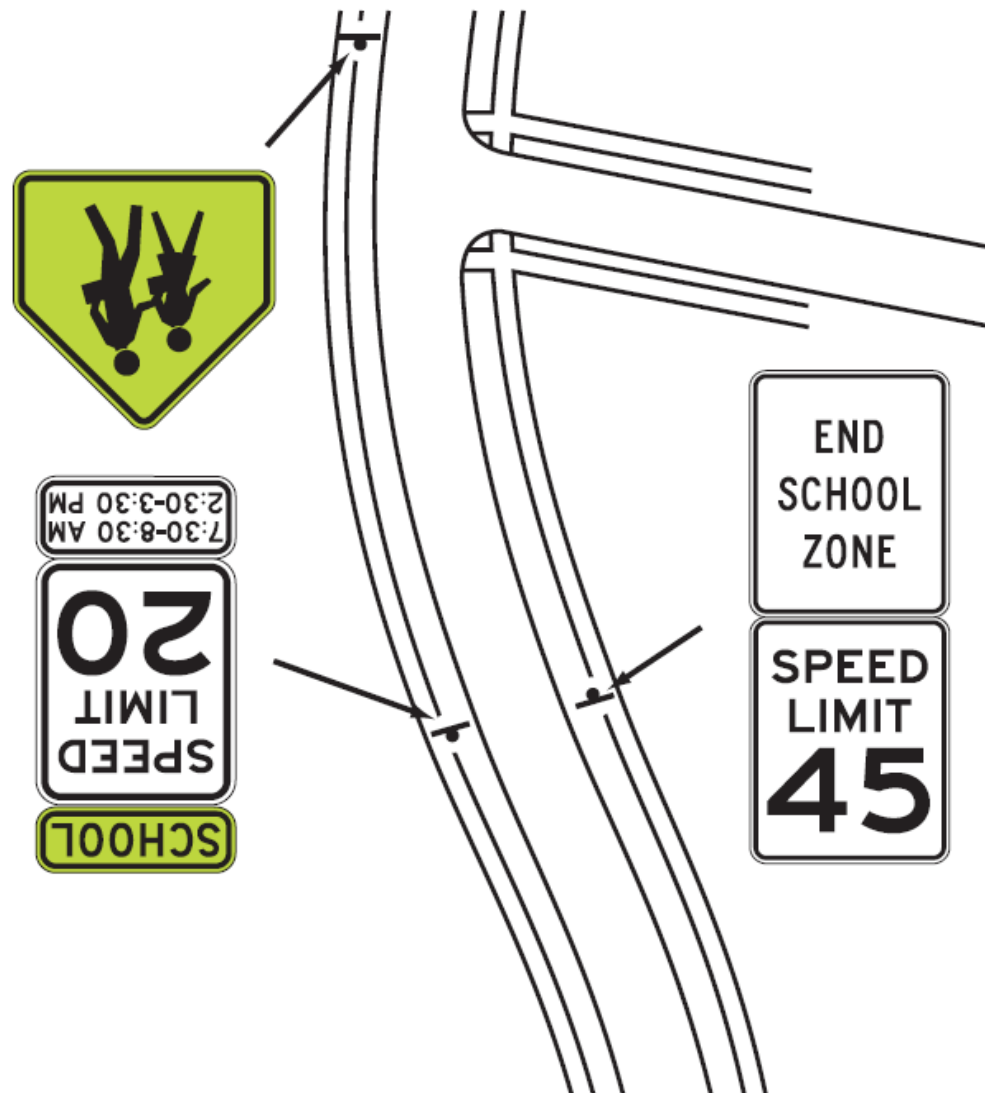 SCHOOL
SPEED
LIMIT
20
7:30-8:30 AM
2:30-3:30 PM
END
SCHOOL
ZONE
SPEED
LIMIT
45